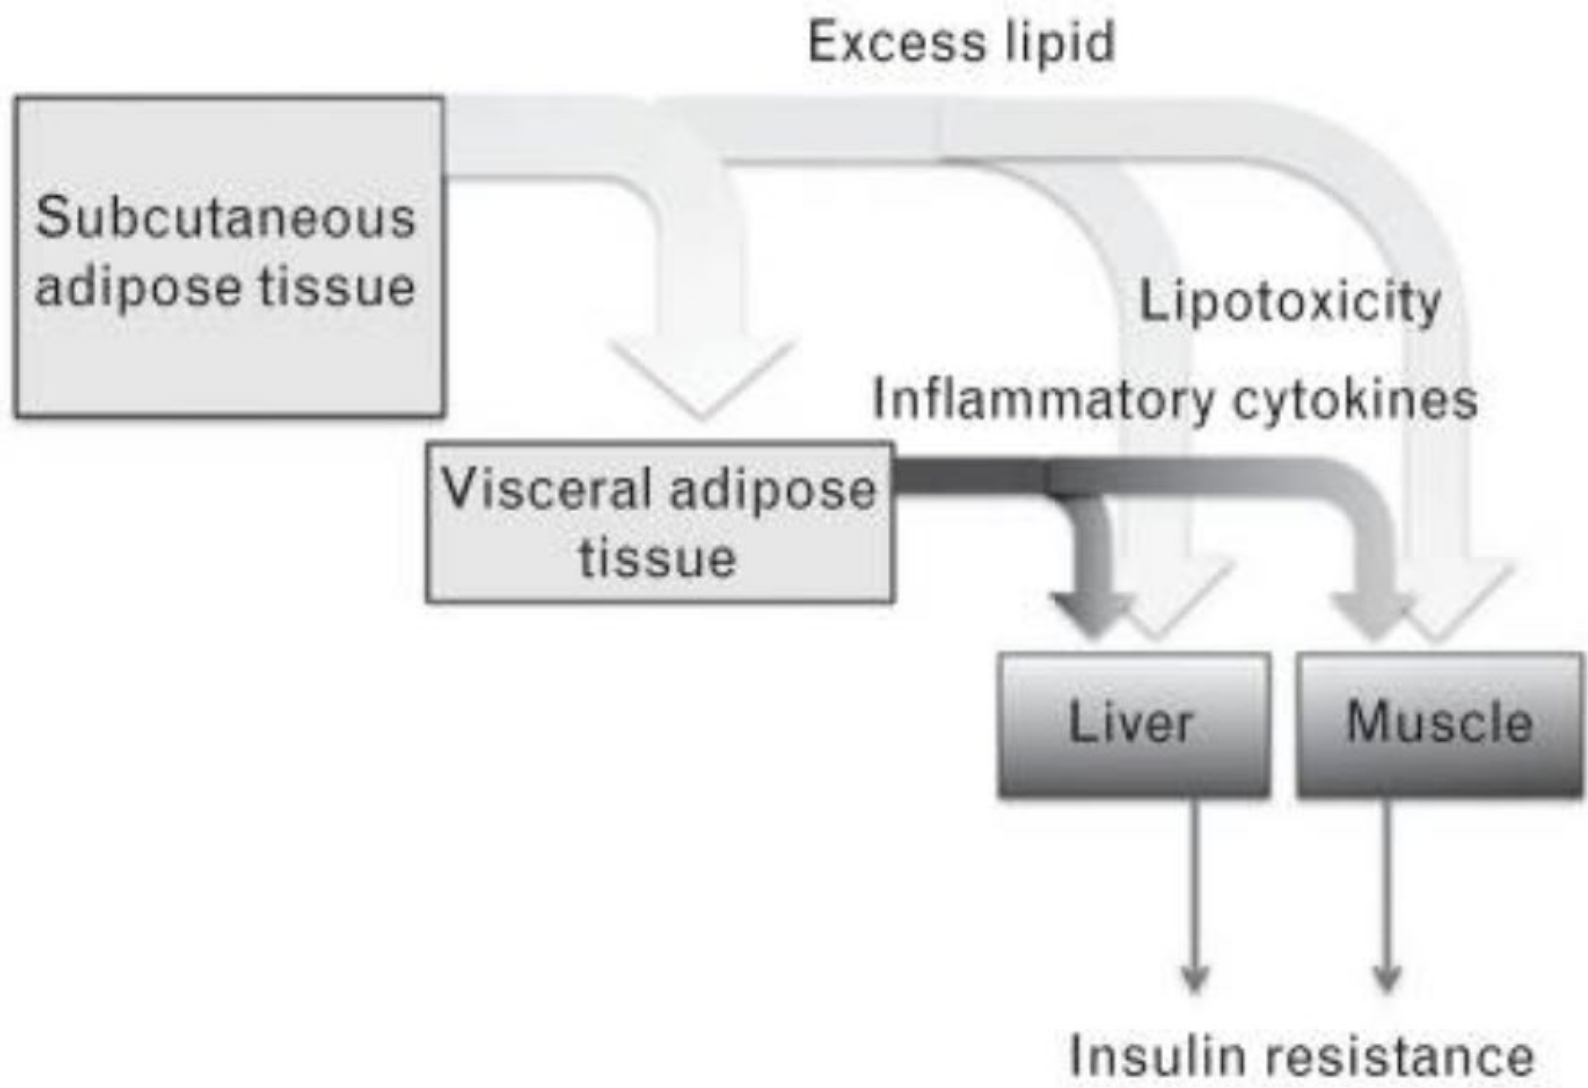 Excess lipid
Subcutaneous
adipose tissue
Lipotoxicity
Inflammatory cytokines
Visceral adipose
tissue
Liver
Muscle
Insulin resistance